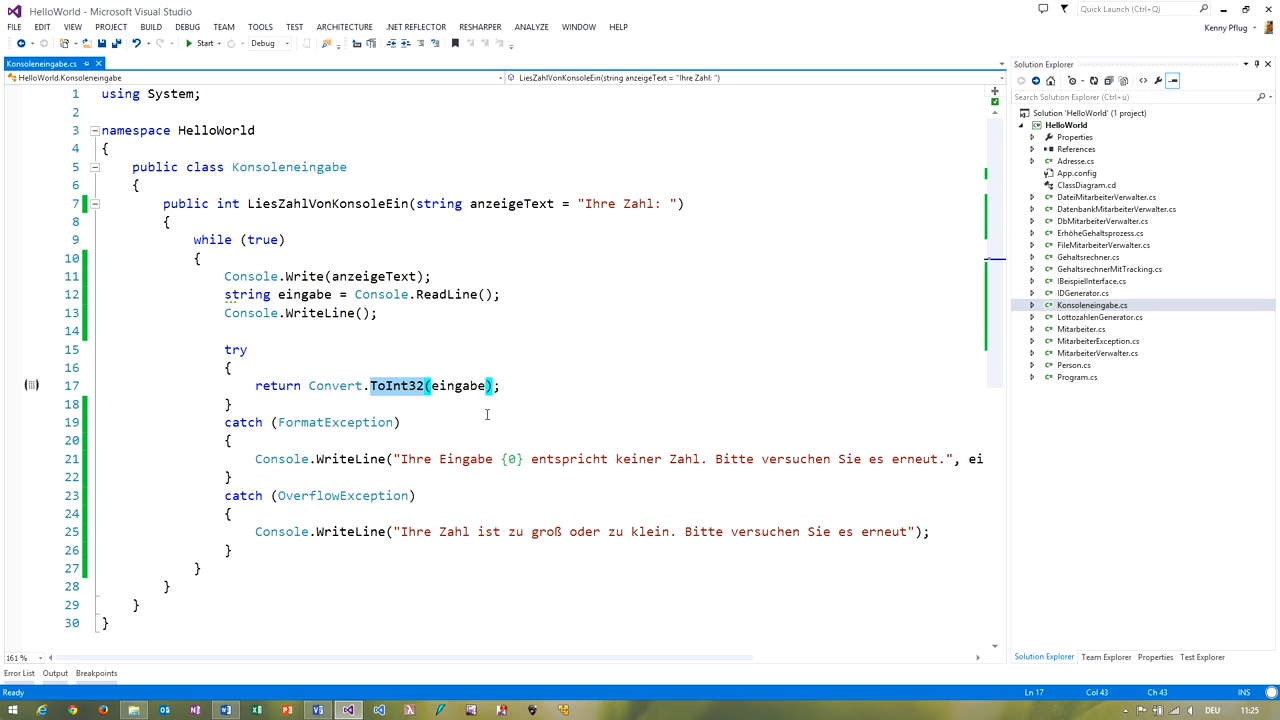 HelloWorld - Microsoft Visual Studio
Quick Launch (Ctrl+Q)
FILE EDIT VIEW PROJECT BUILD DEBUG TEAM TOOLS TEST ARCHITECTURE .NET REFLECTOR RESHARPER ANALYZE WINDOW HELP
Kenny Pflug
Start Debug
Konsoleneingabe.cs
HelloWorld.Konsoleneingabe
LiesZahlVonKonsoleEin(string anzeigeText = "Ihre Zahl: ")
1 using System;
2
3 namespace HelloWorld
4 {
5 public class Konsoleneingabe
6 {
7 public int LiesZahlVonKonsoleEin(string anzeigeText = "Ihre Zahl: ")
8 {
9 while (true)
10 {
11 Console.Write(anzeigeText);
12 string eingabe = Console.ReadLine();
13 Console.WriteLine();
14
15 try
16 {
17 return Convert.ToInt32(eingabe);
18 }
19 catch (FormatException)
20 {
21 Console.WriteLine("Ihre Eingabe {0} entspricht keiner Zahl. Bitte versuchen Sie es erneut.", ei
22 }
23 catch (OverflowException)
24 {
25 Console.WriteLine("Ihre Zahl ist zu groß oder zu klein. Bitte versuchen Sie es erneut");
26 }
27 }
28 }
29 }
30 }
161 %
Solution Explorer
Search Solution Explorer (Ctrl+ü)
Solution 'HelloWorld' (1 project)
HelloWorld
Properties
References
Adresse.cs
App.config
ClassDiagram.cd
DateiMitarbeiterVerwalter.cs
DatenbankMitarbeiterVerwalter.cs
DbMitarbeiterVerwalter.cs
ErhöheGehaltsprozess.cs
FileMitarbeiterVerwalter.cs
Gehaltsrechner.cs
GehaltsrechnerMitTracking.cs
IBeispielInterface.cs
IDGenerator.cs
Konsoleneingabe.cs
LottozahlenGenerator.cs
Mitarbeiter.cs
MitarbeiterException.cs
MitarbeiterVerwalter.cs
Person.cs
Program.cs
Solution Explorer Team Explorer Properties Test Explorer
Error List Output Breakpoints
Ready Ln 17 Col 43 Ch 43 INS
DEU 11:25